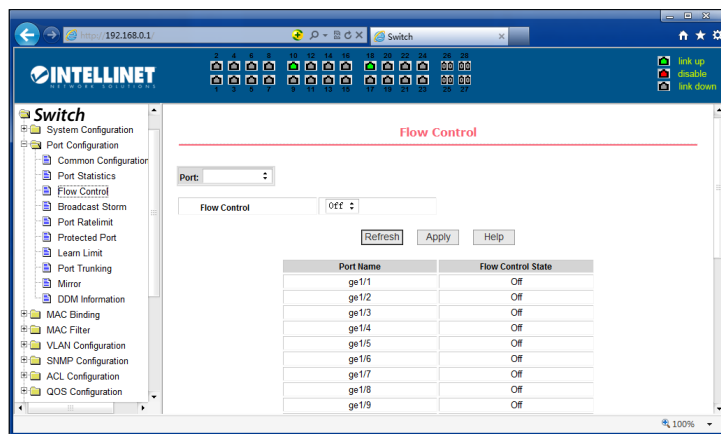 http://192.168.0.1/
Switch
INTELLINET
NETWORK SOLUTIONS
2 4 6 8 10 12 14 16 18 20 22 24 26 28
1 3 5 7 9 11 13 15 17 19 21 23 25 27
link up
disable
link down
Switch
System Configuration
Port Configuration
Common Configuration
Port Statistics
Flow Control
Broadcast Storm
Port Ratelimit
Protected Port
Learn Limit
Port Trunking
Mirror
DDM Information
MAC Binding
MAC Filter
VLAN Configuration
SNMP Configuration
ACL Configuration
QOS Configuration
Flow Control
Port:
Flow Control Off
Refresh Apply Help
Port Name Flow Control State
ge1/1 Off
ge1/2 Off
ge1/3 Off
ge1/4 Off
ge1/5 Off
ge1/6 Off
ge1/7 Off
ge1/8 Off
ge1/9 Off
100%